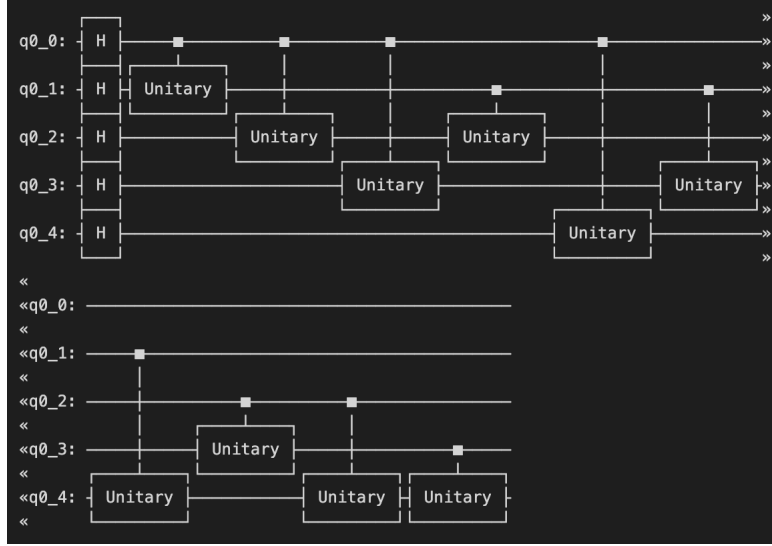 »
q0_0: H »
»
q0_1: H Unitary »
»
q0_2: H Unitary Unitary »
»
q0_3: H Unitary Unitary »
»
q0_4: H Unitary »
»
«
«q0_0:
«
«q0_1:
«
«q0_2:
«
«q0_3: Unitary
«
«q0_4: Unitary Unitary Unitary
«